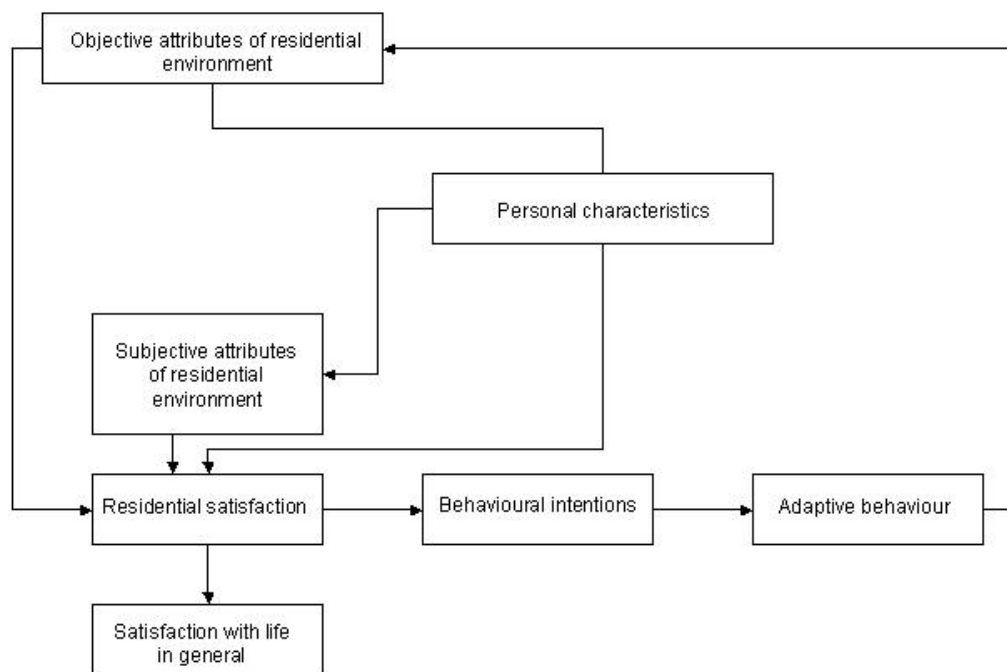 Objective attributes of residential
environment
Personal characteristics
Subjective attributes
of residential
environment
Residential satisfaction
Behavioural intentions
Adaptive behaviour
Satisfaction with life
in general